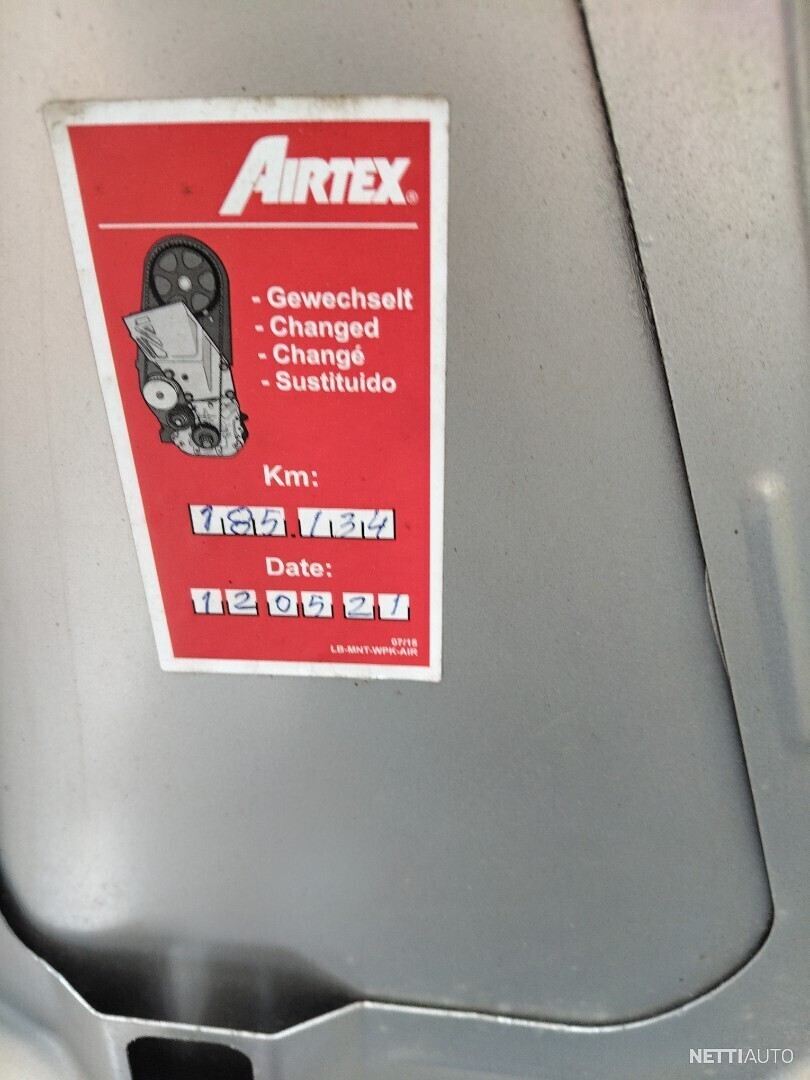 AIRTEX®
- Gewechselt
- Changed
- Changé
- Sustituido
Km:
185.134
Date:
12 05 21
07/16
LB-MNT-WPK-AIR
NETTIAUTO